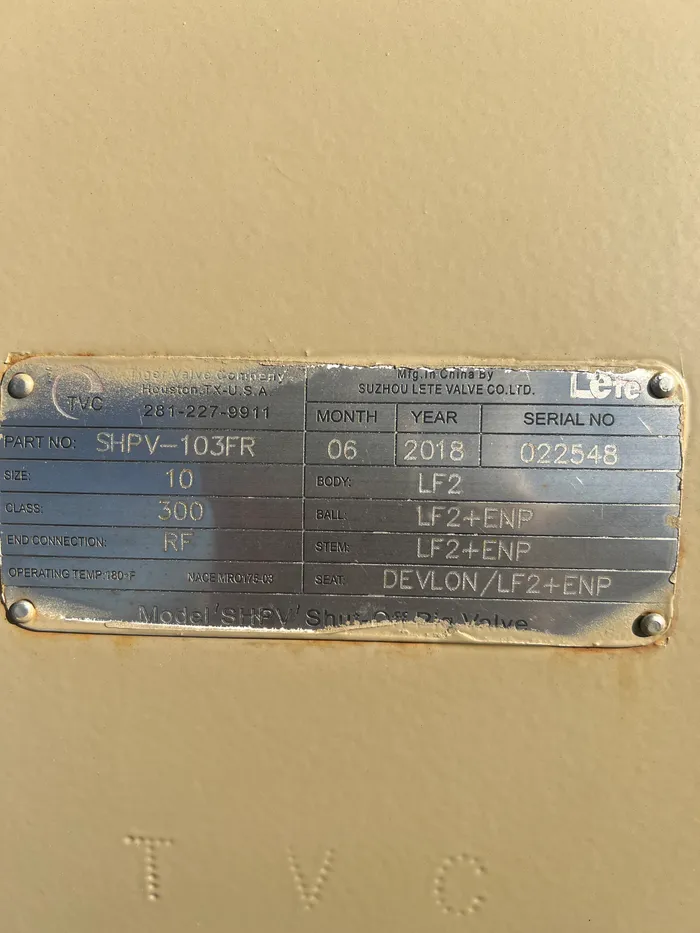 TVC
Tiger Valve Company
Houston, TX-U.S.A
281-227-9911
Mfg.in China By
SUZHOU LETE VALVE CO.LTD.
LeTe
MONTH YEAR SERIAL NO
06 2018 022548
PART NO: SHPV-103FR
SIZE: 10
CLASS: 300
END CONNECTION: RF
OPERATING TEMP:180°F NACE MR0175-03
BODY: LF2
BALL: LF2+ENP
STEM: LF2+ENP
SEAT: DEVLON/LF2+ENP
Model 'SHPV' Shut-Off Pig Valve
T V C